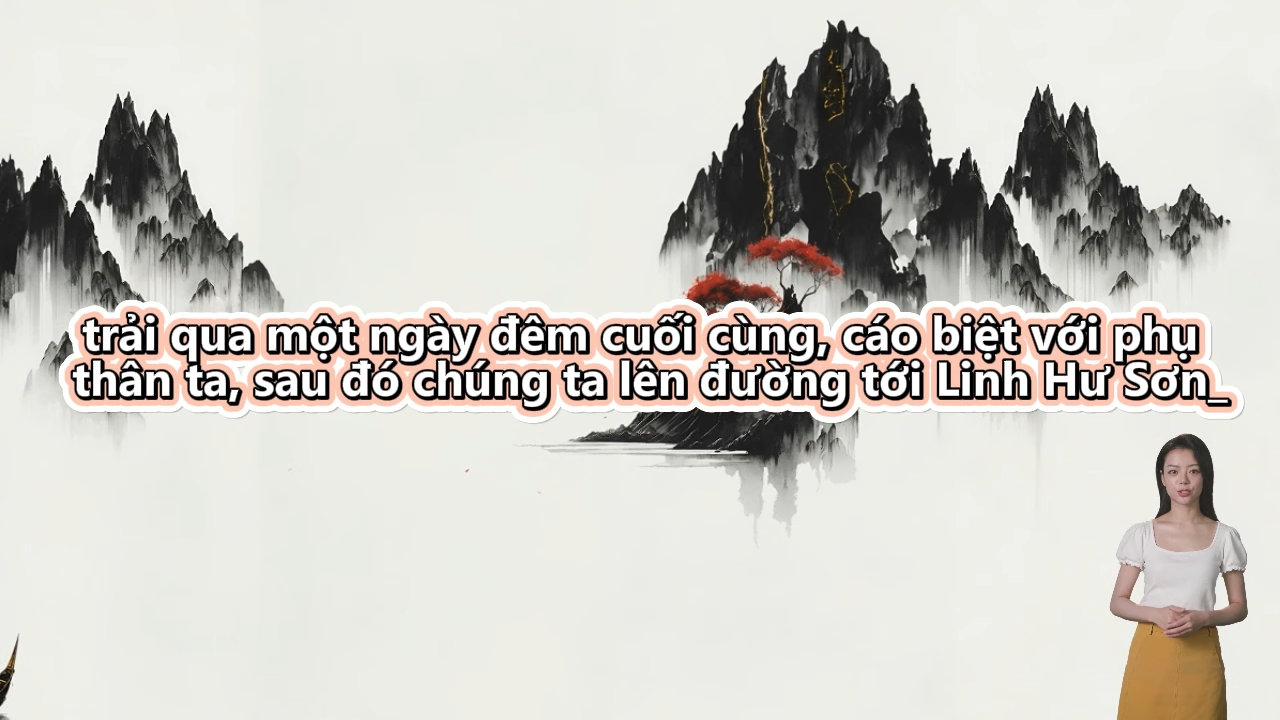 trải qua một ngày đêm cuối cùng, cáo biệt với phụ
thân ta, sau đó chúng ta lên đường tới Linh Hư Sơn_